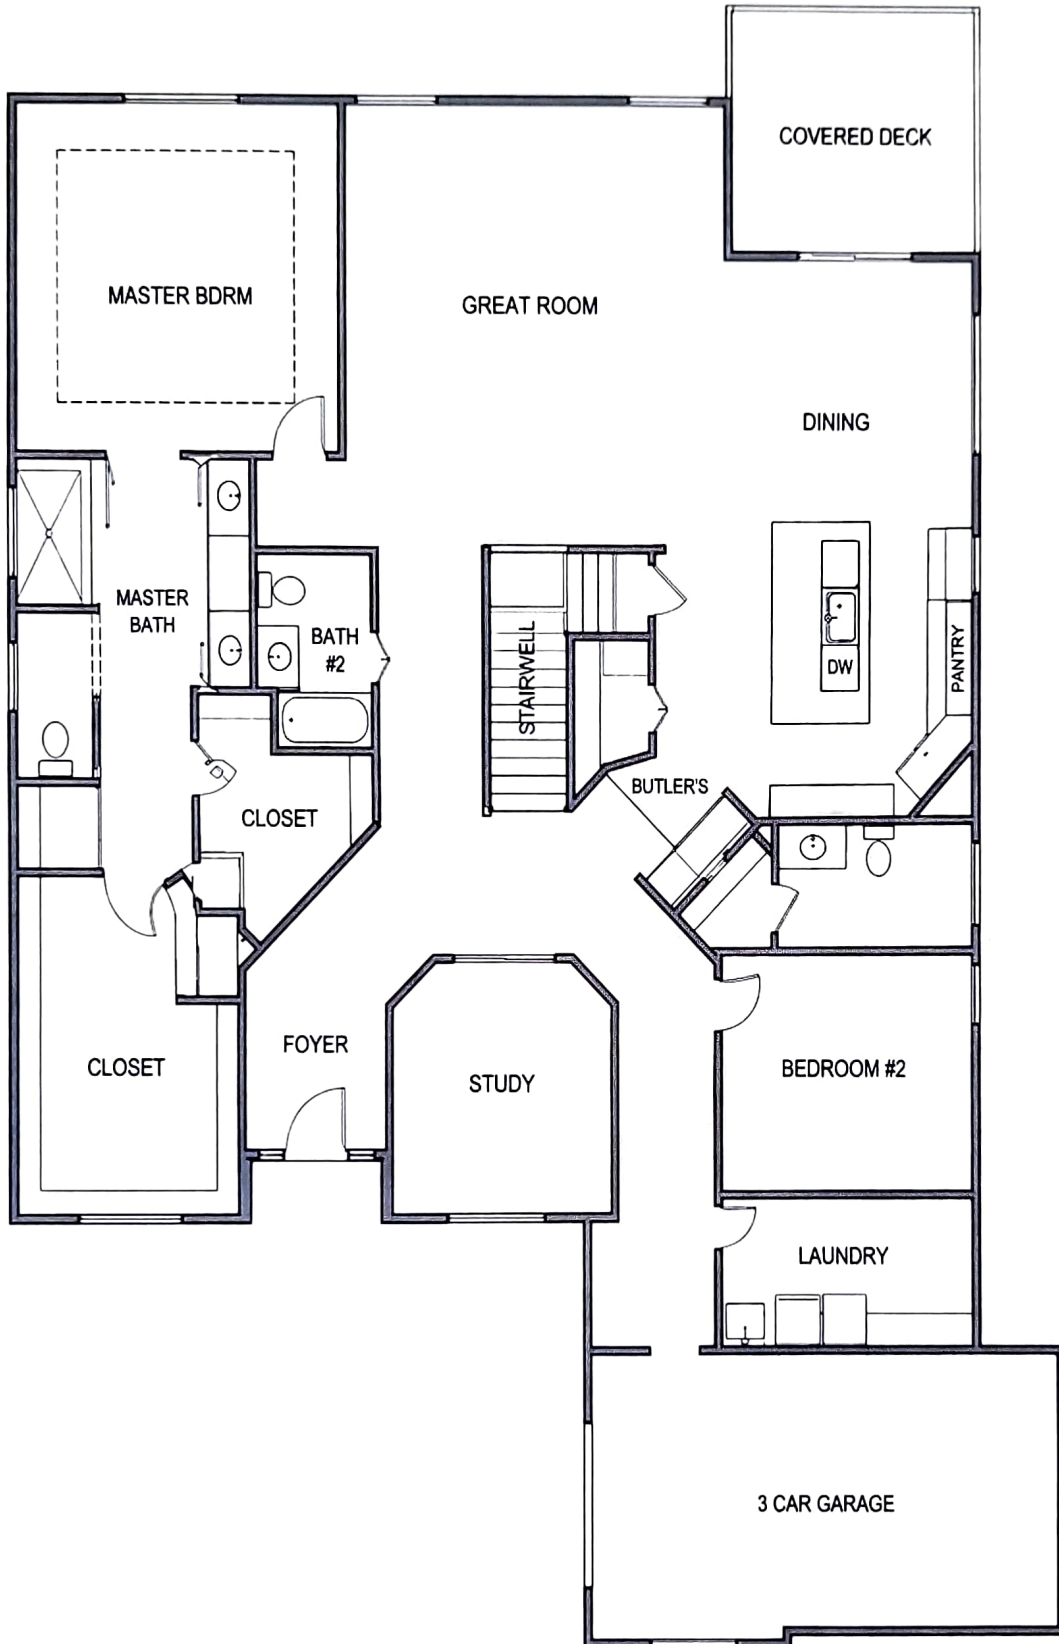 COVERED DECK
MASTER BDRM
GREAT ROOM
DINING
MASTER
BATH
BATH
#2
STAIRWELL
DW
PANTRY
BUTLER'S
CLOSET
FOYER
CLOSET
STUDY
BEDROOM #2
LAUNDRY
3 CAR GARAGE